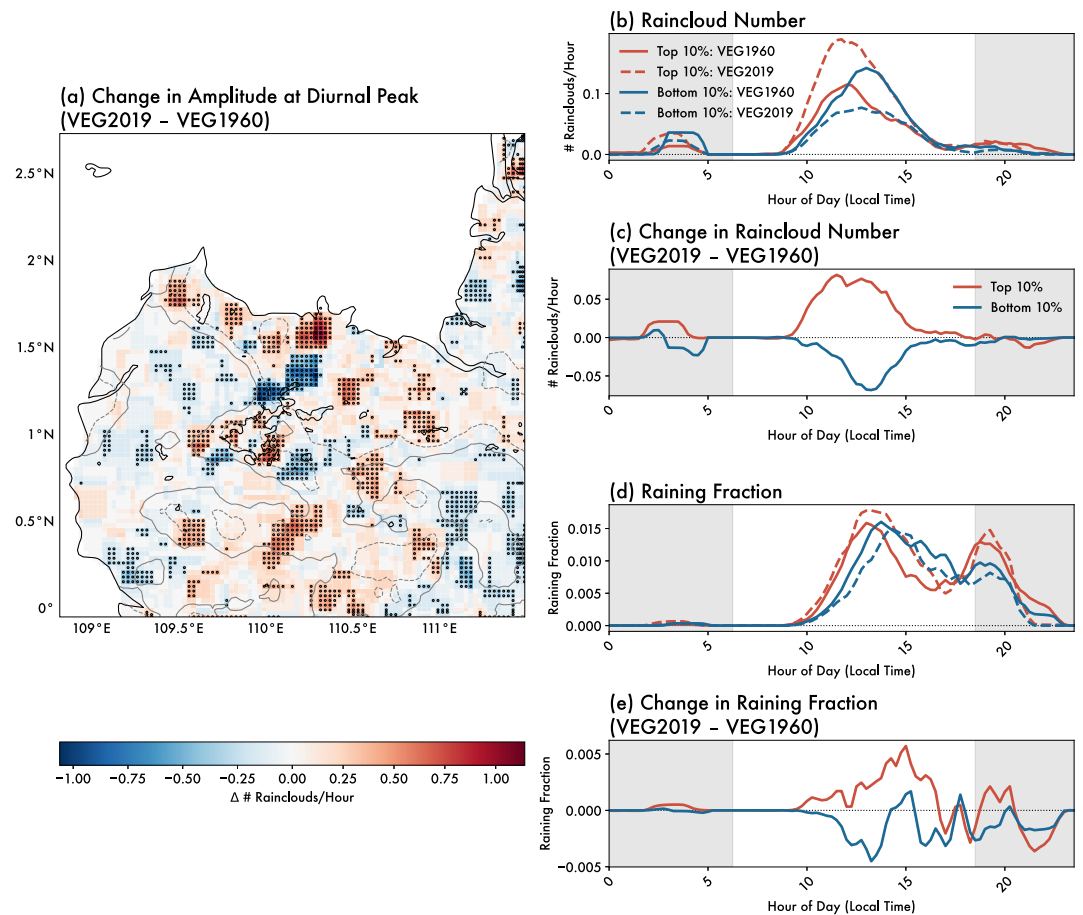 (a) Change in Amplitude at Diurnal Peak
(VEG2019 – VEG1960)
2.5°N
2°N
1.5°N
1°N
0.5°N
0°
109°E
109.5°E
110°E
110.5°E
111°E
−1.00
−0.75
−0.50
−0.25
0.00
0.25
0.50
0.75
1.00
Δ # Rainclouds/Hour
(b) Raincloud Number
# Rainclouds/Hour
0.1
0.0
Top 10%: VEG1960
Top 10%: VEG2019
Bottom 10%: VEG1960
Bottom 10%: VEG2019
0
5
10
15
20
Hour of Day (Local Time)
(c) Change in Raincloud Number
(VEG2019 – VEG1960)
# Rainclouds/Hour
0.05
0.00
−0.05
Top 10%
Bottom 10%
0
5
10
15
20
Hour of Day (Local Time)
(d) Raining Fraction
Raining Fraction
0.015
0.010
0.005
0.000
0
5
10
15
20
Hour of Day (Local Time)
(e) Change in Raining Fraction
(VEG2019 – VEG1960)
Raining Fraction
0.005
0.000
−0.005
0
5
10
15
20
Hour of Day (Local Time)